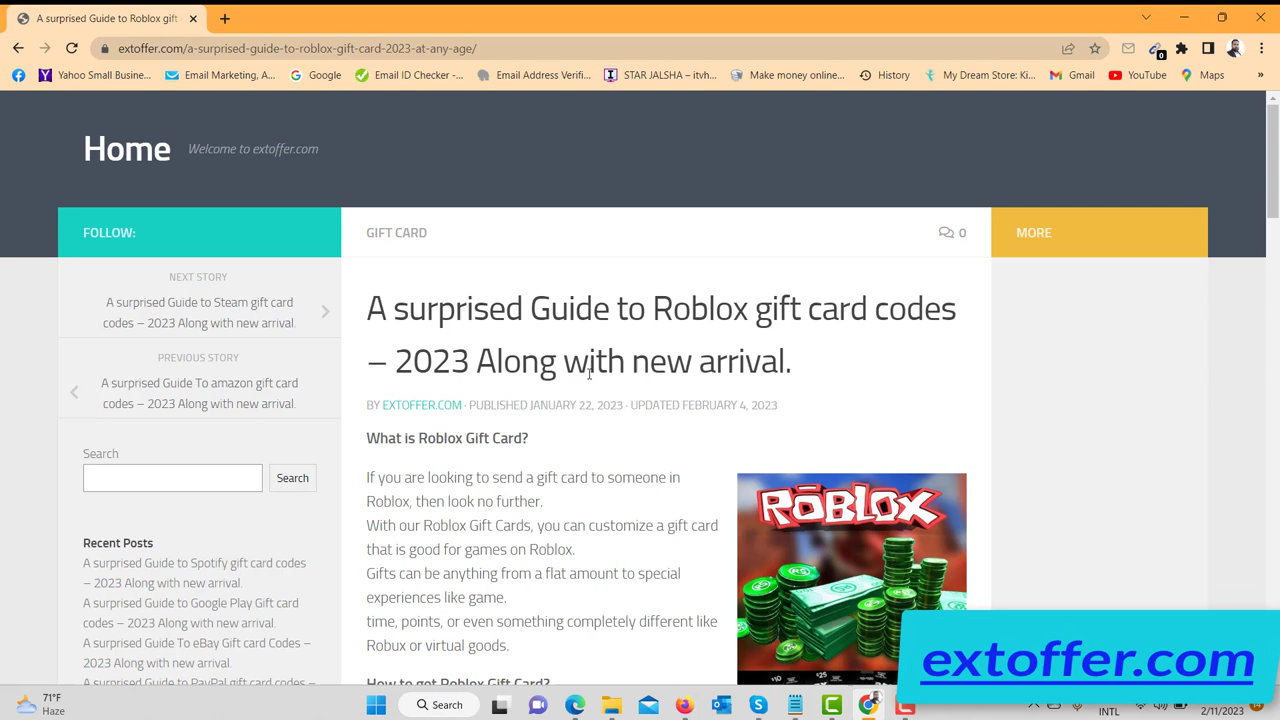 A surprised Guide to Roblox gift
extoffer.com/a-surprised-guide-to-roblox-gift-card-2023-at-any-age/
0
Yahoo Small Busine...
Email Marketing, A...
Google
Email ID Checker -...
Email Address Verifi...
STAR JALSHA – itvh...
Make money online...
History
My Dream Store: Ki...
Gmail
YouTube
Maps
»
Home
Welcome to extoffer.com
FOLLOW:
GIFT CARD
0
MORE
NEXT STORY
A surprised Guide to Steam gift card
codes – 2023 Along with new arrival.
PREVIOUS STORY
A surprised Guide To amazon gift card
codes – 2023 Along with new arrival.
Search
Search
Recent Posts
A surprised Guide to Spotify gift card codes
– 2023 Along with new arrival.
A surprised Guide to Google Play Gift card
codes – 2023 Along with new arrival.
A surprised Guide To eBay Gift card Codes –
2023 Along with new arrival.
A surprised Guide to PayPal gift card codes –
A surprised Guide to Roblox gift card codes
– 2023 Along with new arrival.
BY EXTOFFER.COM · PUBLISHED JANUARY 22, 2023 · UPDATED FEBRUARY 4, 2023
What is Roblox Gift Card?
If you are looking to send a gift card to someone in
Roblox, then look no further.
With our Roblox Gift Cards, you can customize a gift card
that is good for games on Roblox.
Gifts can be anything from a flat amount to special
experiences like game.
time, points, or even something completely different like
Robux or virtual goods.
How to get Roblox Gift Card?
ROBLOX
$10
$25
extoffer.com
71°F
Haze
Search
INTL
2/11/2023